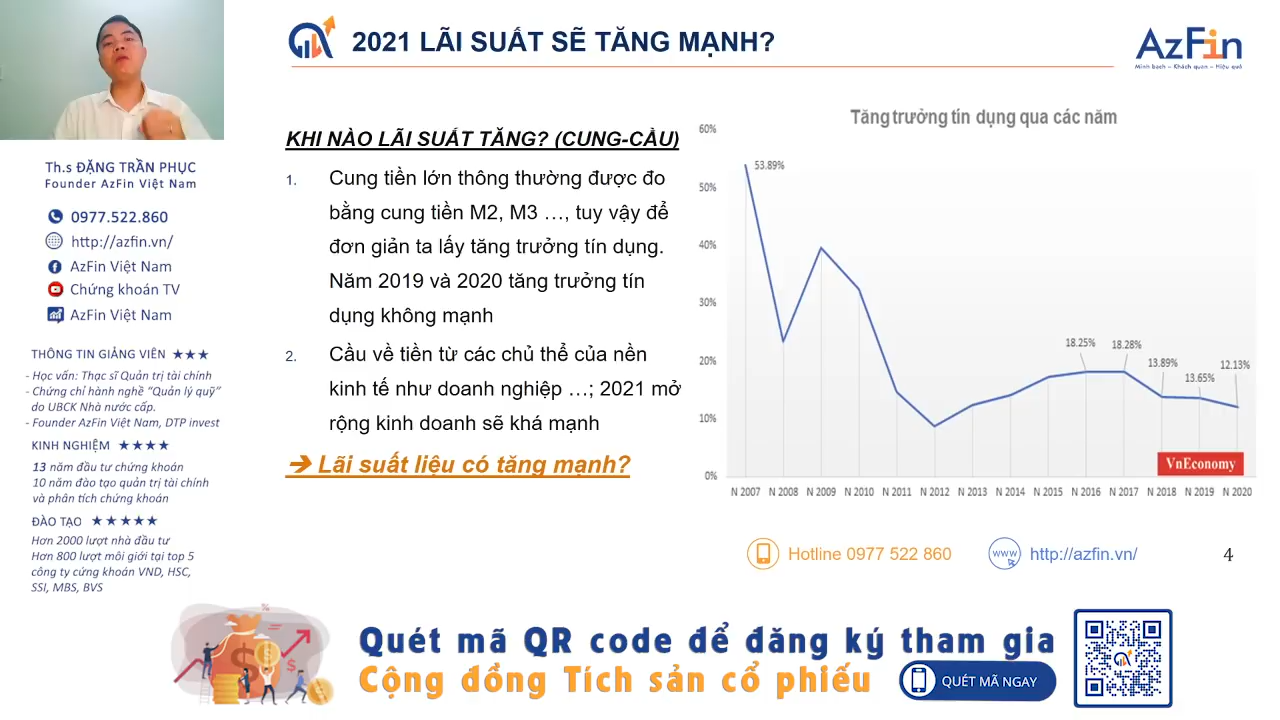 2021 LÃI SUẤT SẼ TĂNG MẠNH?
AzFin
Minh bạch – Khách quan – Hiệu quả
Th.s ĐẶNG TRẦN PHỤC
Founder AzFin Việt Nam
0977.522.860
http://azfin.vn/
AzFin Việt Nam
Chứng khoán TV
AzFin Việt Nam
THÔNG TIN GIẢNG VIÊN ★★★
- Học vấn: Thạc sĩ Quản trị tài chính
- Chứng chỉ hành nghề “Quản lý quỹ”
do UBCK Nhà nước cấp.
- Founder AzFin Việt Nam, DTP invest
KINH NGHIỆM ★★★★
13 năm đầu tư chứng khoán
10 năm đào tạo quản trị tài chính
và phân tích chứng khoán
ĐÀO TẠO ★★★★★
Hơn 2000 lượt nhà đầu tư
Hơn 800 lượt môi giới tại top 5
công ty cứng khoán VND, HSC,
SSI, MBS, BVS
KHI NÀO LÃI SUẤT TĂNG? (CUNG-CẦU)
1. Cung tiền lớn thông thường được đo
bằng cung tiền M2, M3 …, tuy vậy để
đơn giản ta lấy tăng trưởng tín dụng.
Năm 2019 và 2020 tăng trưởng tín
dụng không mạnh
2. Cầu về tiền từ các chủ thể của nền
kinh tế như doanh nghiệp …; 2021 mở
rộng kinh doanh sẽ khá mạnh
➔ Lãi suất liệu có tăng mạnh?
Tăng trưởng tín dụng qua các năm
60%
50%
40%
30%
20%
10%
0%
53.89%
18.25%
18.28%
13.89%
13.65%
12.13%
VnEconomy
N 2007 N 2008 N 2009 N 2010 N 2011 N 2012 N 2013 N 2014 N 2015 N 2016 N 2017 N 2018 N 2019 N 2020
Hotline 0977 522 860
www
http://azfin.vn/
4
Quét mã QR code để đăng ký tham gia
Cộng đồng Tích sản cổ phiếu
QUÉT MÃ NGAY